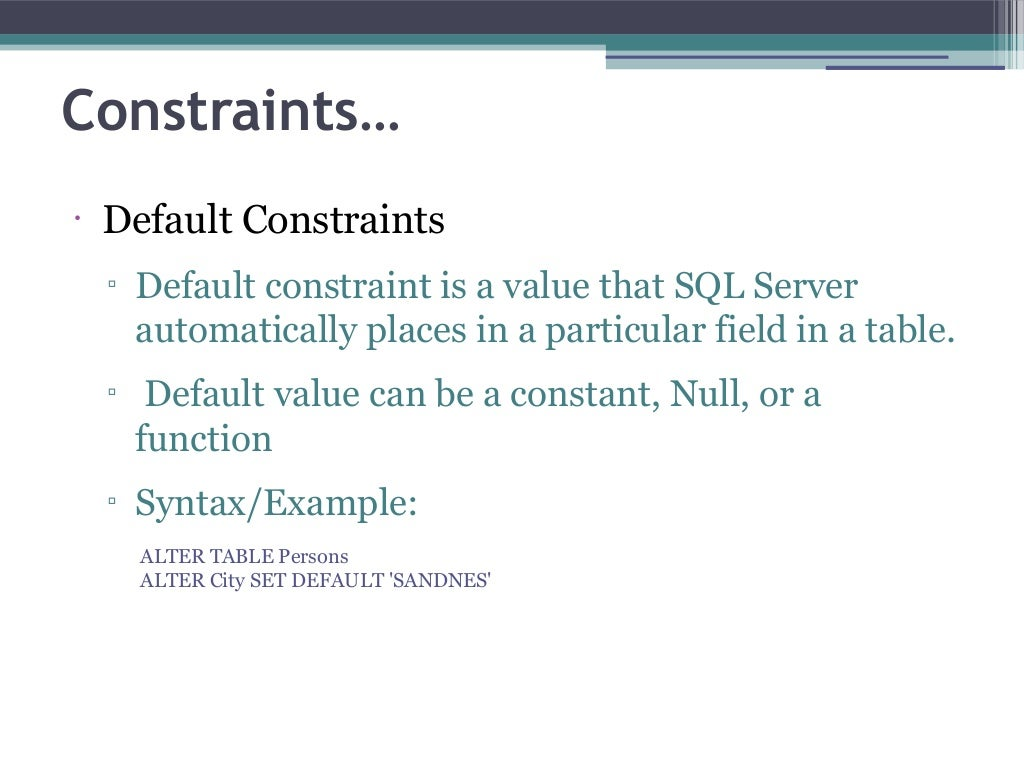 Constraints…
Default Constraints
Default constraint is a value that SQL Server
automatically places in a particular field in a table.
Default value can be a constant, Null, or a
function
Syntax/Example:
ALTER TABLE Persons
ALTER City SET DEFAULT 'SANDNES'